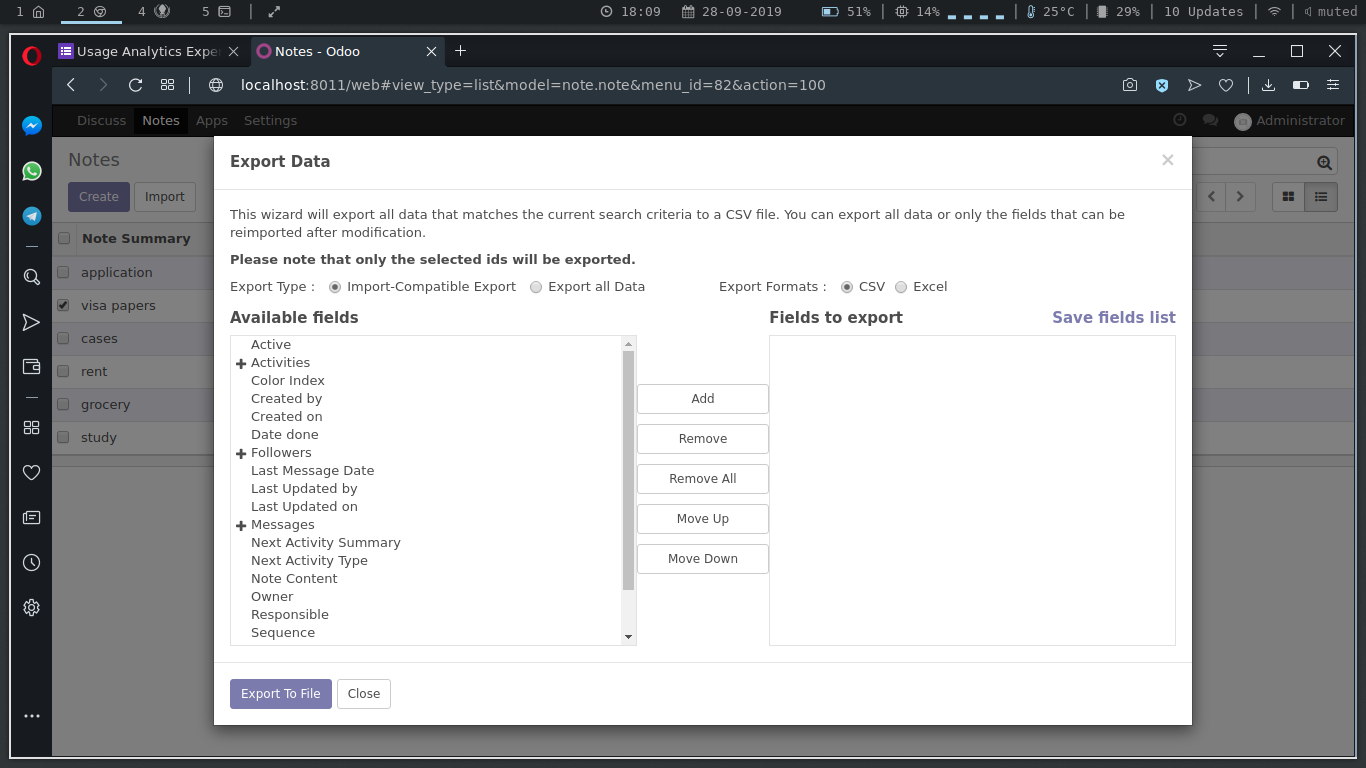 1 2 4 5 18:09 28-09-2019 51% 14% 25°C 29% 10 Updates muted
Usage Analytics Expe Notes - Odoo
localhost:8011/web#view_type=list&model=note.note&menu_id=82&action=100
Discuss Notes Apps Settings Administrator
Notes
Create Import
Note Summary
application
visa papers
cases
rent
grocery
study
Export Data ×
This wizard will export all data that matches the current search criteria to a CSV file. You can export all data or only the fields that can be
reimported after modification.
Please note that only the selected ids will be exported.
Export Type : Import-Compatible Export Export all Data Export Formats : CSV Excel
Available fields Fields to export Save fields list
Active
Activities
Color Index
Created by
Created on
Date done
Followers
Last Message Date
Last Updated by
Last Updated on
Messages
Next Activity Summary
Next Activity Type
Note Content
Owner
Responsible
Sequence
Add
Remove
Remove All
Move Up
Move Down
Export To File Close